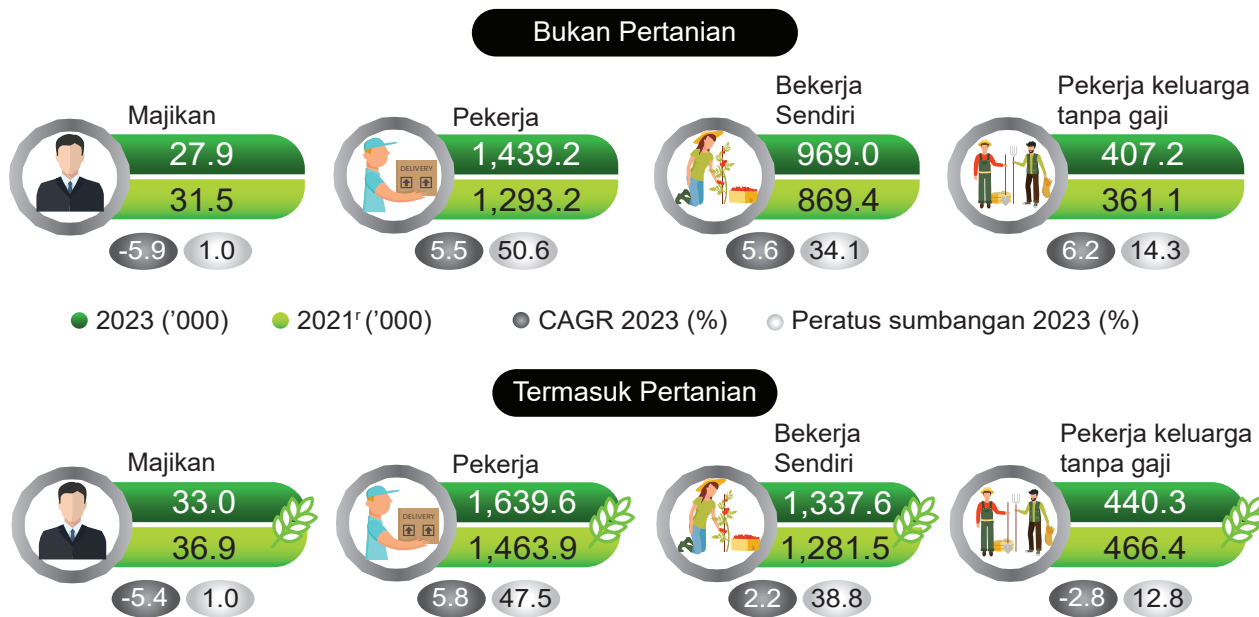 Bukan Pertanian
Majikan
27.9
31.5
-5.9 1.0
Pekerja
DELIVERY
1,439.2
1,293.2
5.5 50.6
Bekerja
Sendiri
969.0
869.4
5.6 34.1
Pekerja keluarga
tanpa gaji
407.2
361.1
6.2 14.3
2023 (’000) 2021ʳ (’000) CAGR 2023 (%) Peratus sumbangan 2023 (%)
Termasuk Pertanian
Majikan
33.0
36.9
-5.4 1.0
Pekerja
DELIVERY
1,639.6
1,463.9
5.8 47.5
Bekerja
Sendiri
1,337.6
1,281.5
2.2 38.8
Pekerja keluarga
tanpa gaji
440.3
466.4
-2.8 12.8